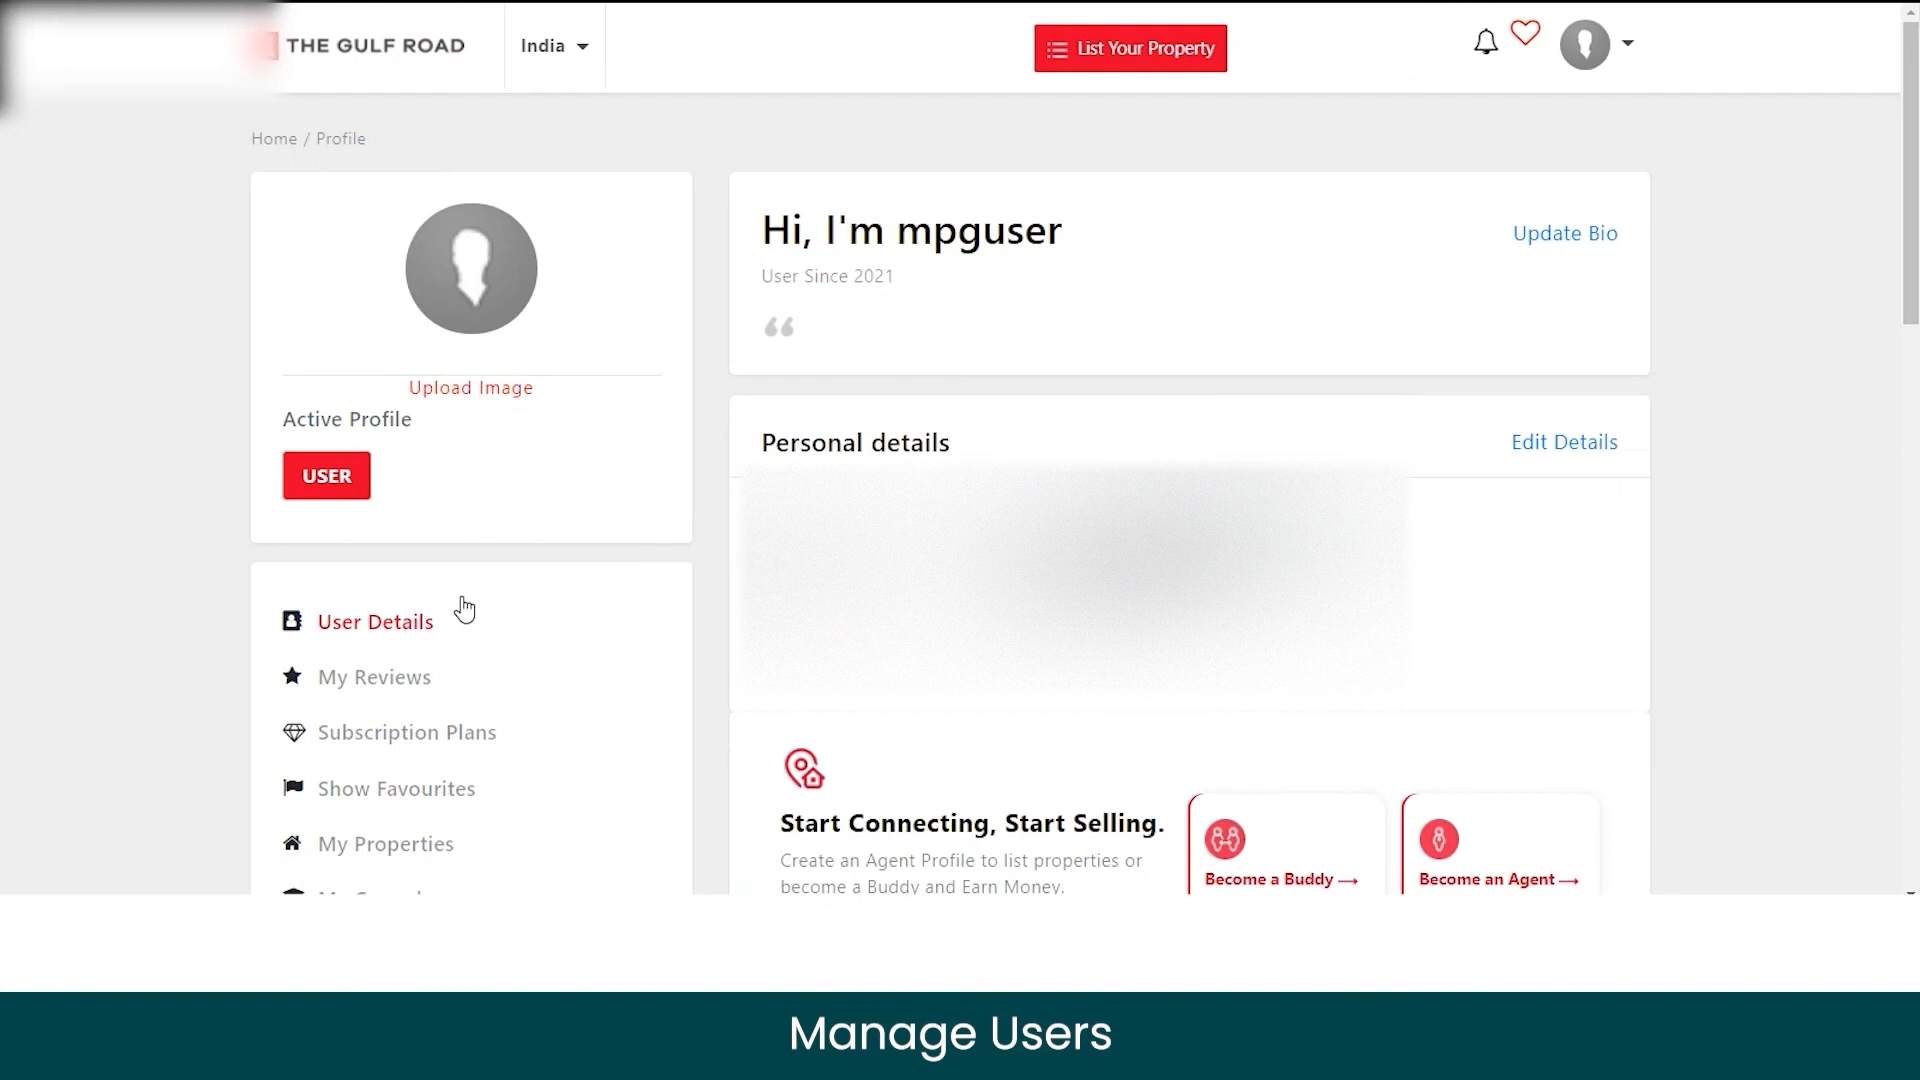 THE GULF ROAD
India
List Your Property
Home / Profile
Upload Image
Active Profile
USER
Hi, I'm mpguser
Update Bio
User Since 2021
Personal details
Edit Details
User Details
My Reviews
Subscription Plans
Show Favourites
My Properties
Start Connecting, Start Selling.
Create an Agent Profile to list properties or
become a Buddy and Earn Money.
Become a Buddy
Become an Agent
Manage Users